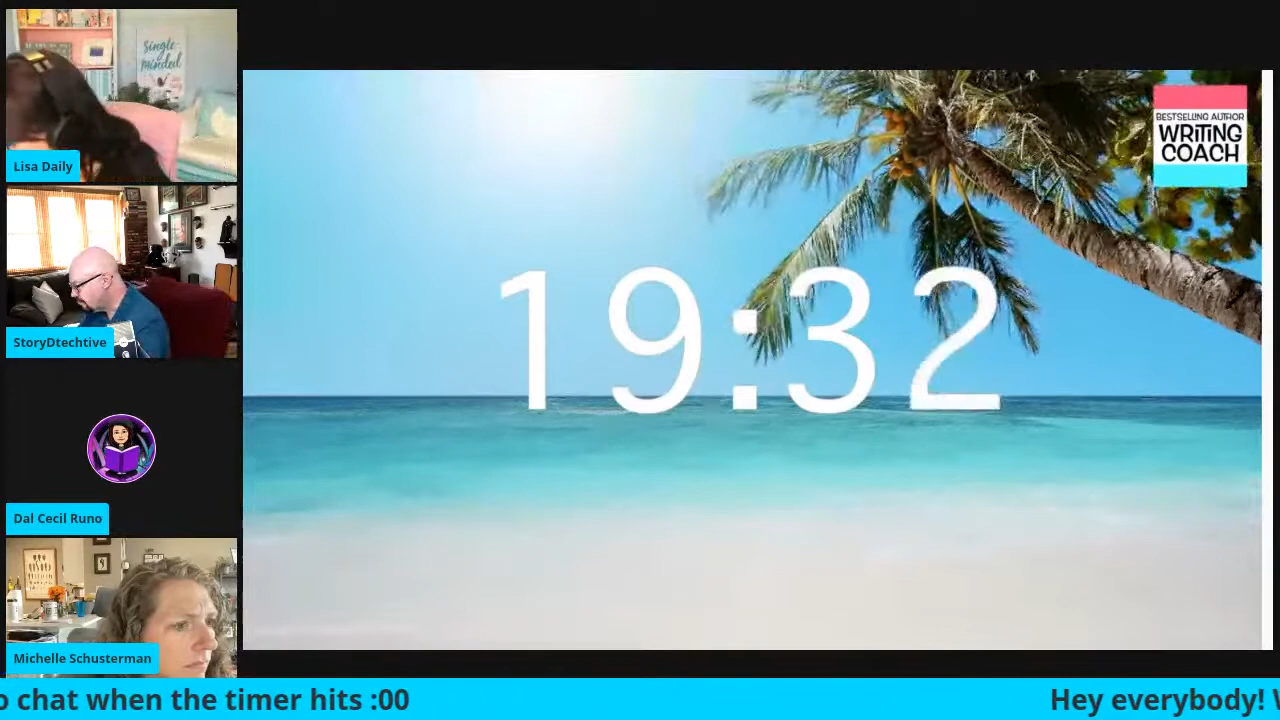 Single-
minded
Lisa Daily
StoryDtechtive
Dal Cecil Runo
Michelle Schusterman
BESTSELLING AUTHOR
WRITING
COACH
19:32
o chat when the timer hits :00
Hey everybody! W